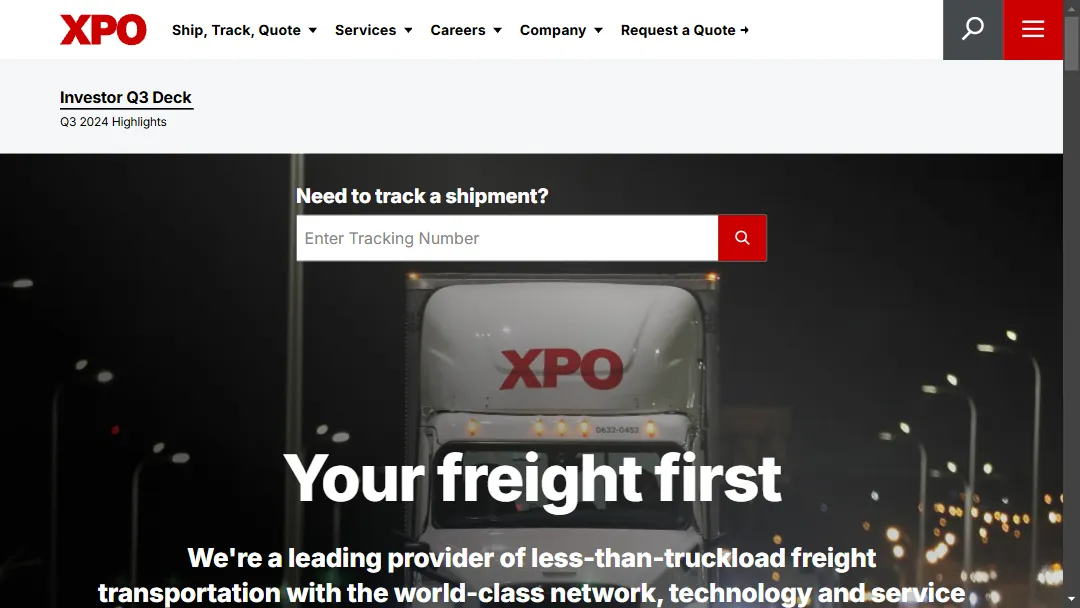 XPO
Ship, Track, Quote
Services
Careers
Company
Request a Quote →
Investor Q3 Deck
Q3 2024 Highlights
Need to track a shipment?
Enter Tracking Number
XPO
0632-0452
Your freight first
We're a leading provider of less-than-truckload freight
transportation with the world-class network, technology and service